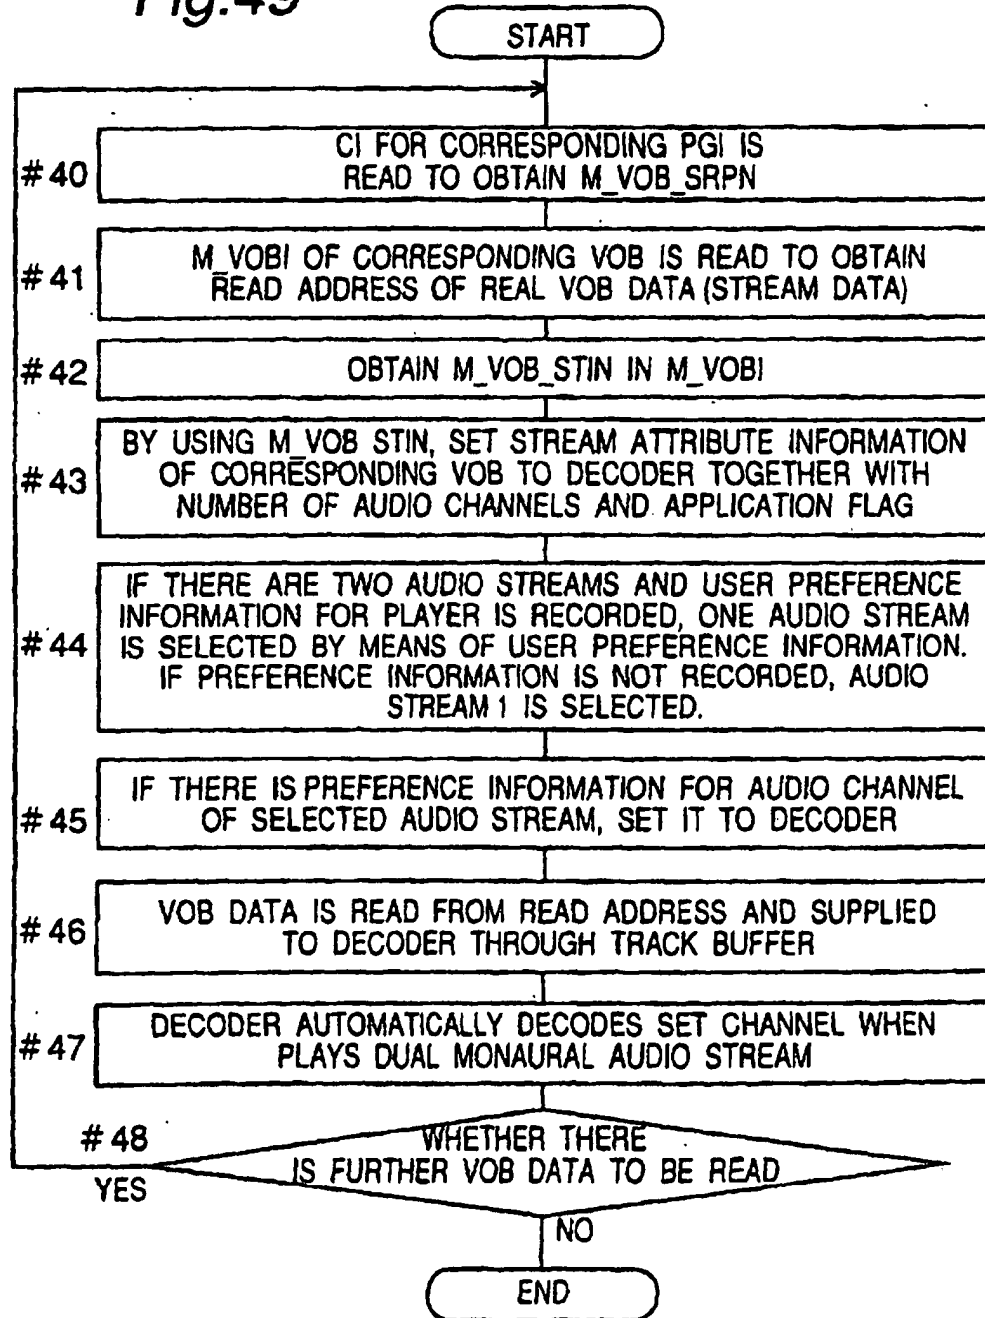 Fig.49
START
#40
CI FOR CORRESPONDING PGI IS
READ TO OBTAIN M_VOB_SRPN
#41
M_VOBI OF CORRESPONDING VOB IS READ TO OBTAIN
READ ADDRESS OF REAL VOB DATA (STREAM DATA)
#42
OBTAIN M_VOB_STIN IN M_VOBI
#43
BY USING M_VOB STIN, SET STREAM ATTRIBUTE INFORMATION
OF CORRESPONDING VOB TO DECODER TOGETHER WITH
NUMBER OF AUDIO CHANNELS AND APPLICATION FLAG
#44
IF THERE ARE TWO AUDIO STREAMS AND USER PREFERENCE
INFORMATION FOR PLAYER IS RECORDED, ONE AUDIO STREAM
IS SELECTED BY MEANS OF USER PREFERENCE INFORMATION.
IF PREFERENCE INFORMATION IS NOT RECORDED, AUDIO
STREAM 1 IS SELECTED.
#45
IF THERE IS PREFERENCE INFORMATION FOR AUDIO CHANNEL
OF SELECTED AUDIO STREAM, SET IT TO DECODER
#46
VOB DATA IS READ FROM READ ADDRESS AND SUPPLIED
TO DECODER THROUGH TRACK BUFFER
#47
DECODER AUTOMATICALLY DECODES SET CHANNEL WHEN
PLAYS DUAL MONAURAL AUDIO STREAM
#48
WHETHER THERE
IS FURTHER VOB DATA TO BE READ
YES
NO
END